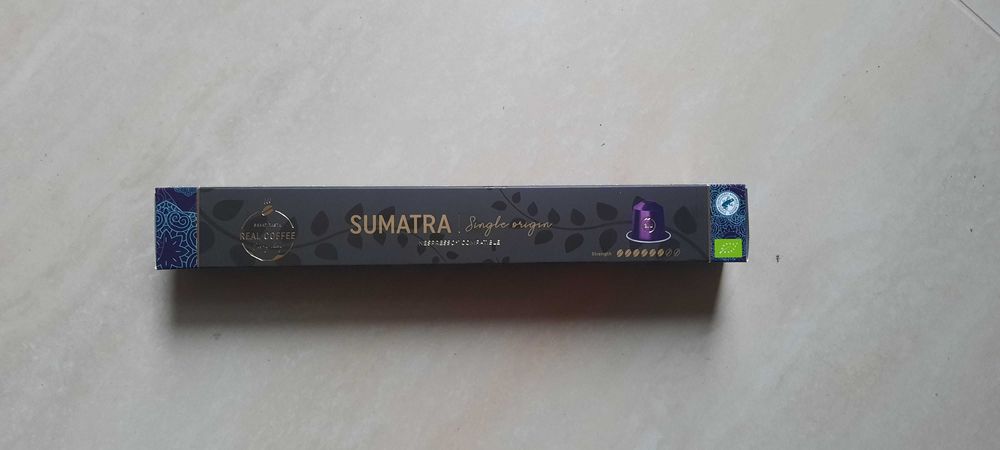 REAL COFFEE
SUMATRA | Single origin
NESPRESSO® COMPATIBLE
Strength